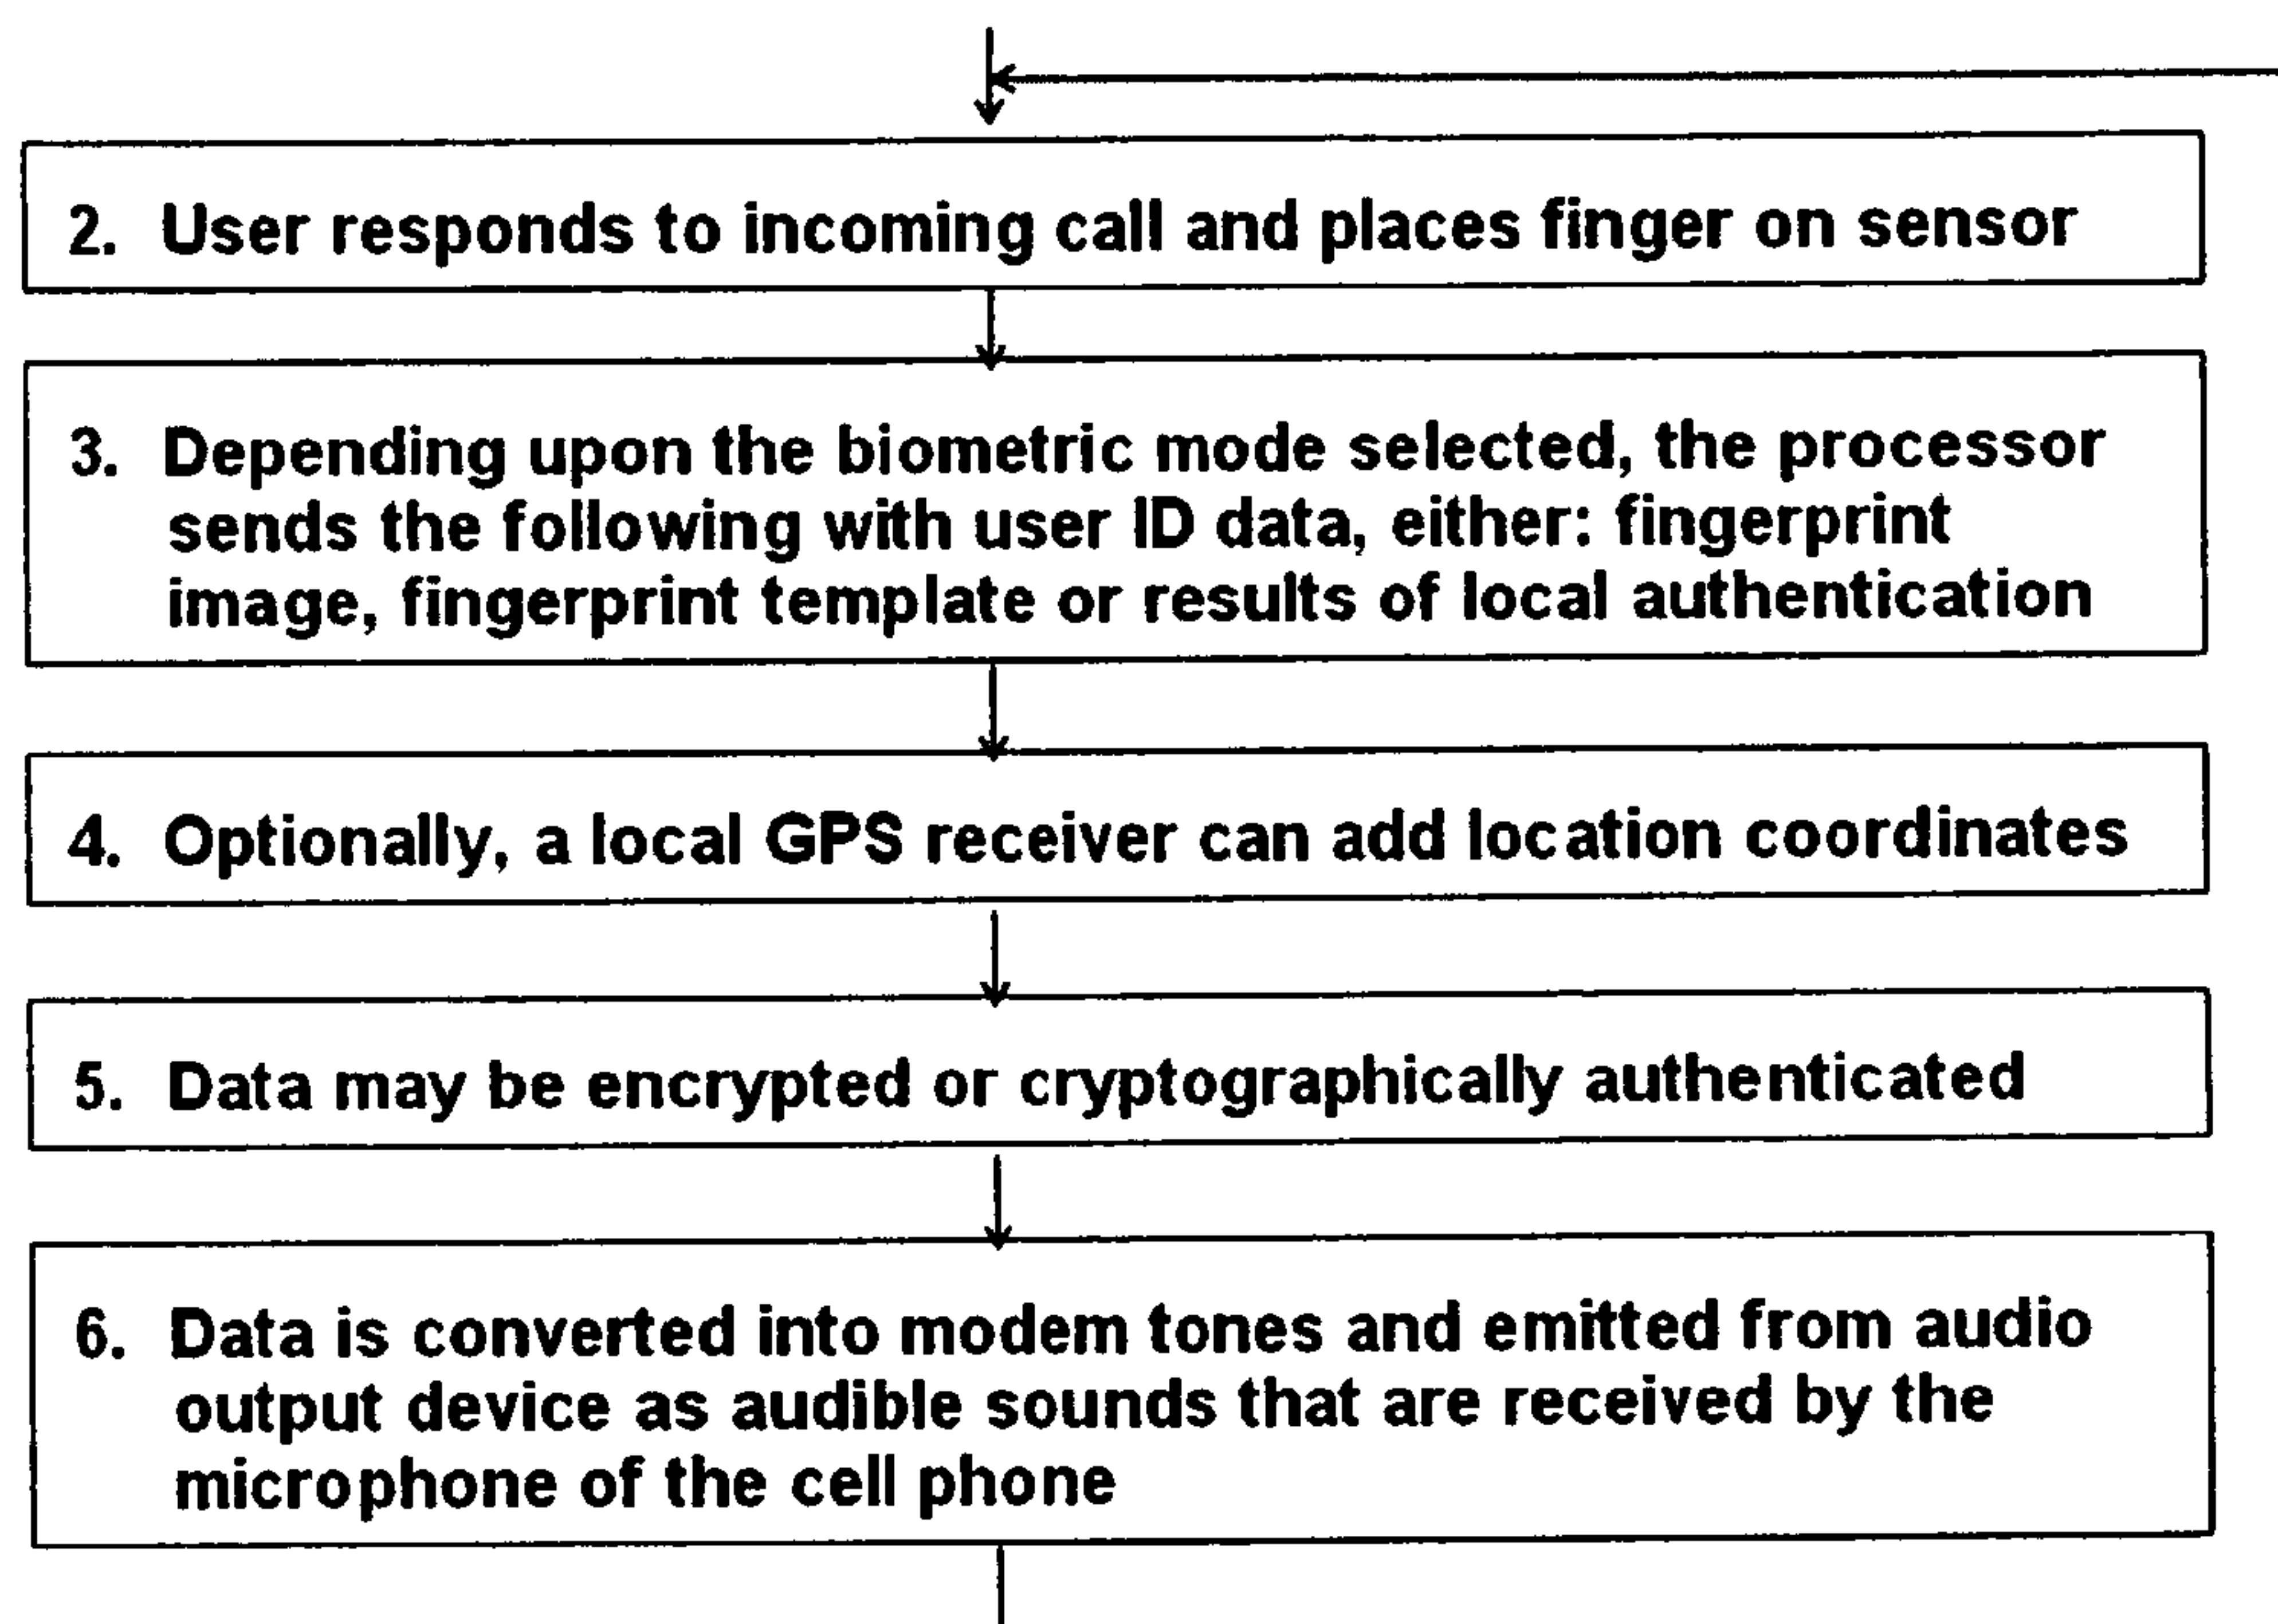 2. User responds to incoming call and places finger on sensor
3. Depending upon the biometric mode selected, the processor
sends the following with user ID data, either: fingerprint
image, fingerprint template or results of local authentication
4. Optionally, a local GPS receiver can add location coordinates
5. Data may be encrypted or cryptographically authenticated
6. Data is converted into modem tones and emitted from audio
output device as audible sounds that are received by the
microphone of the cell phone